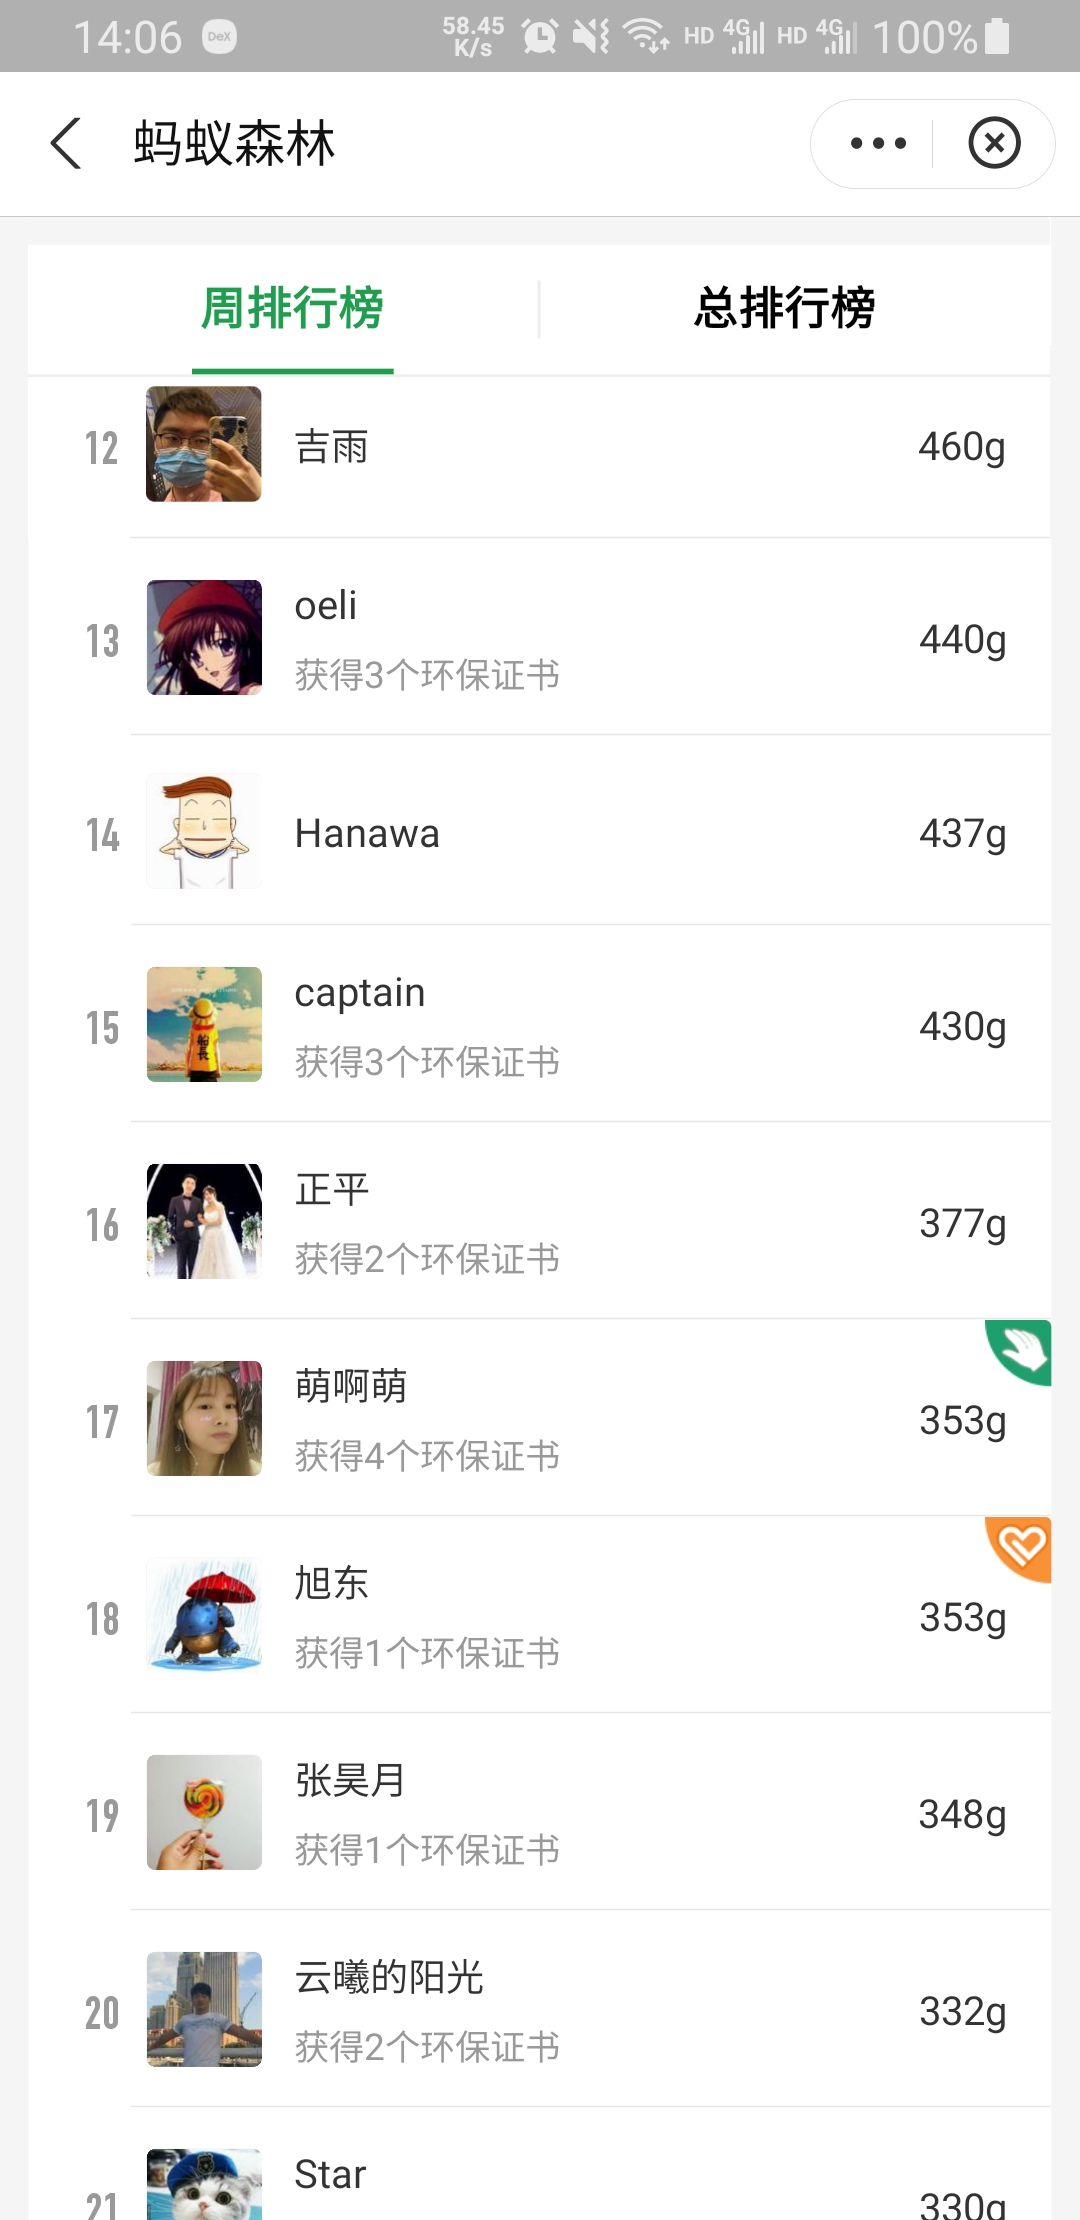 14:06 DeX 58.45 K/s HD 4G HD 4G 100%
蚂蚁森林
周排行榜 总排行榜
12 吉雨 460g
13 oeli 440g
获得3个环保证书
14 Hanawa 437g
15 captain 430g
获得3个环保证书
船長
16 正平 377g
获得2个环保证书
17 萌啊萌 353g
获得4个环保证书
18 旭东 353g
获得1个环保证书
19 张昊月 348g
获得1个环保证书
20 云曦的阳光 332g
获得2个环保证书
21 Star 330g